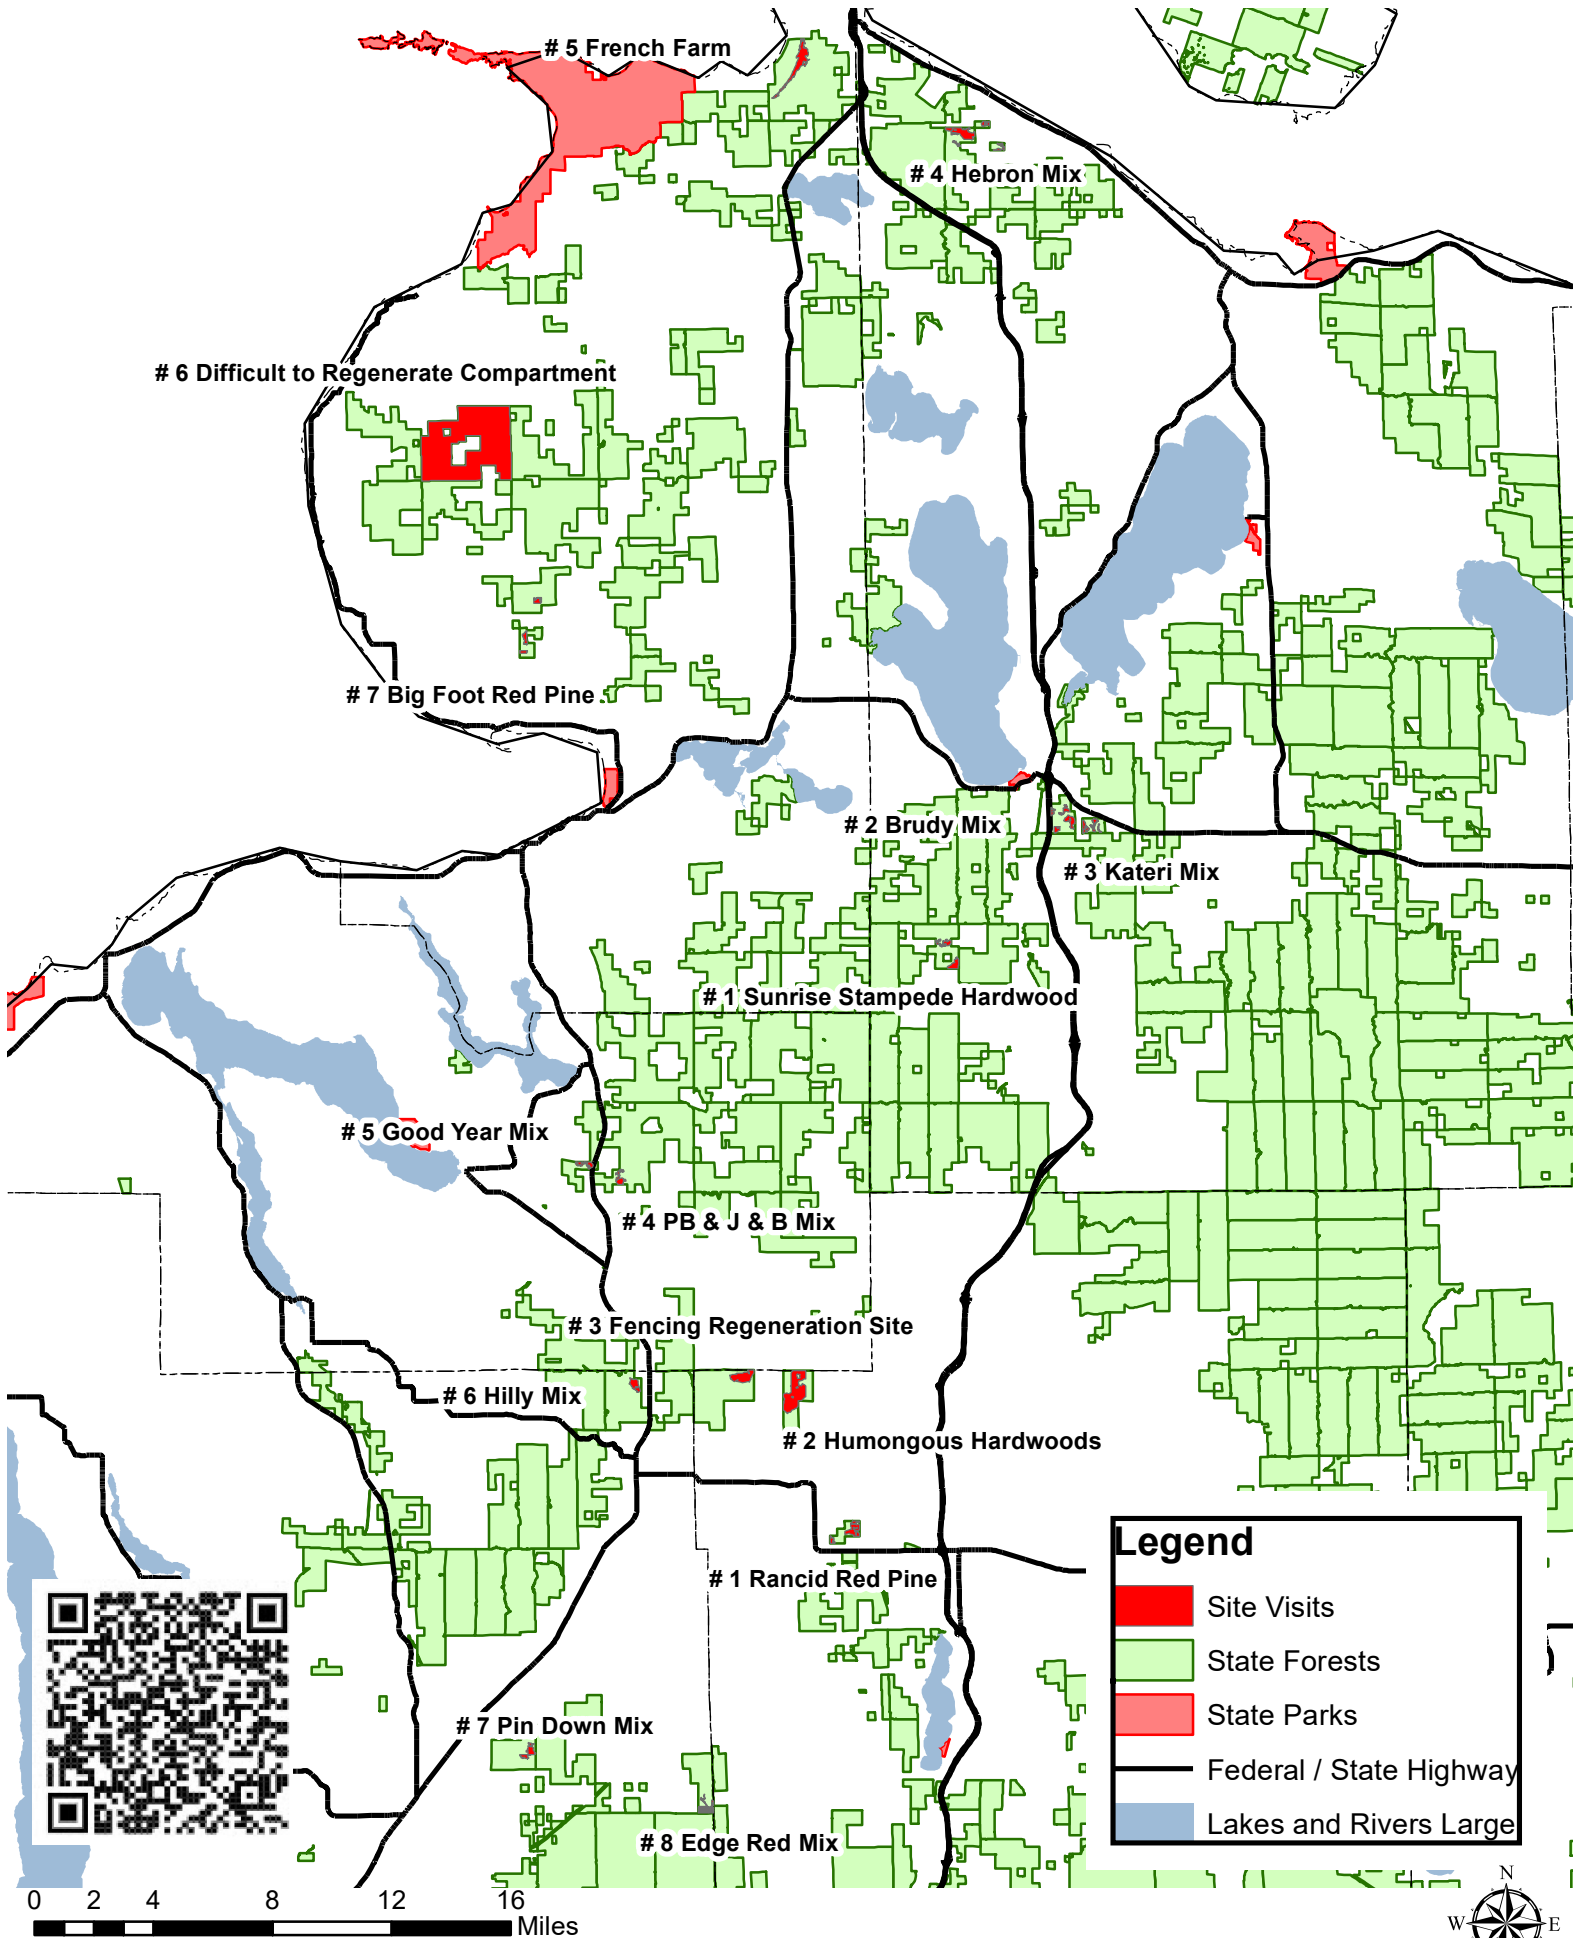 # 5 French Farm
# 4 Hebron Mix
# 6 Difficult to Regenerate Compartment
# 7 Big Foot Red Pine
# 2 Brudy Mix
# 3 Kateri Mix
# 1 Sunrise Stampede Hardwood
# 5 Good Year Mix
# 4 PB & J & B Mix
# 3 Fencing Regeneration Site
# 6 Hilly Mix
# 2 Humongous Hardwoods
# 1 Rancid Red Pine
# 7 Pin Down Mix
# 8 Edge Red Mix
Legend
Site Visits
State Forests
State Parks
Federal / State Highway
Lakes and Rivers Large
0 2 4 8 12 16
Miles
N
W E